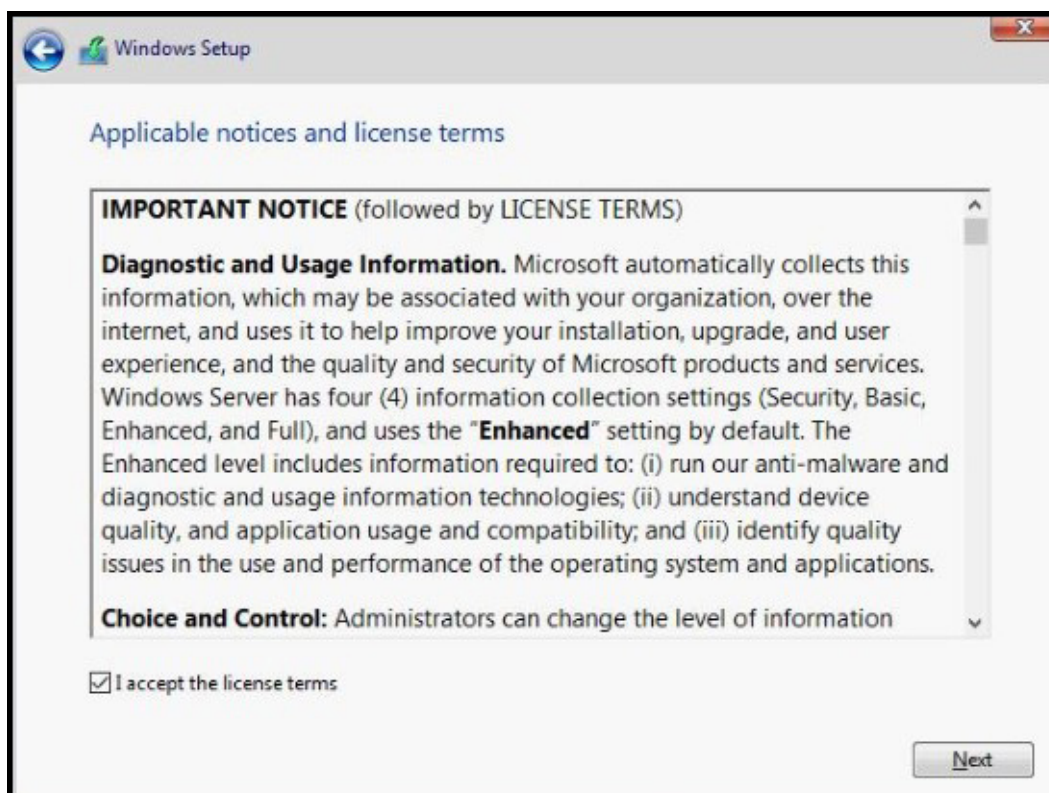 Windows Setup
Applicable notices and license terms
IMPORTANT NOTICE (followed by LICENSE TERMS)
Diagnostic and Usage Information. Microsoft automatically collects this
information, which may be associated with your organization, over the
internet, and uses it to help improve your installation, upgrade, and user
experience, and the quality and security of Microsoft products and services.
Windows Server has four (4) information collection settings (Security, Basic,
Enhanced, and Full), and uses the “Enhanced” setting by default. The
Enhanced level includes information required to: (i) run our anti-malware and
diagnostic and usage information technologies; (ii) understand device
quality, and application usage and compatibility; and (iii) identify quality
issues in the use and performance of the operating system and applications.
Choice and Control: Administrators can change the level of information
I accept the license terms
Next